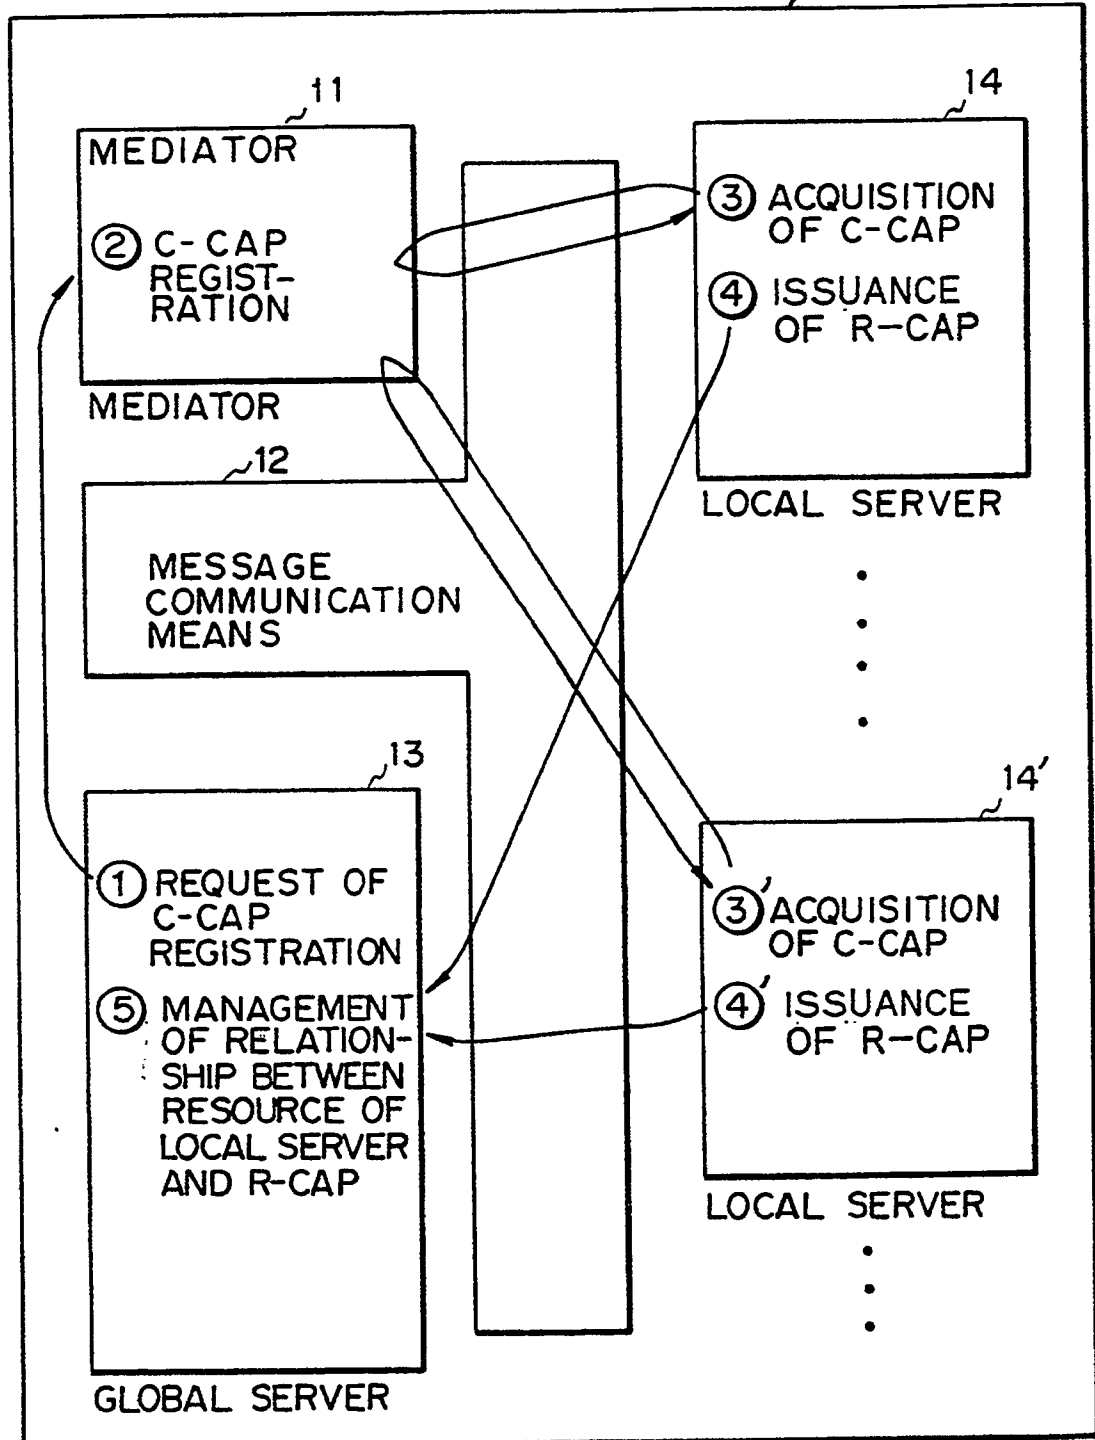 11
MEDIATOR
② C-CAP
REGIST-
RATION
MEDIATOR
14
③ ACQUISITION
OF C-CAP
④ ISSUANCE
OF R-CAP
LOCAL SERVER
12
MESSAGE
COMMUNICATION
MEANS
13
① REQUEST OF
C-CAP
REGISTRATION
⑤ MANAGEMENT
OF RELATION-
SHIP BETWEEN
RESOURCE OF
LOCAL SERVER
AND R-CAP
GLOBAL SERVER
14'
③' ACQUISITION
OF C-CAP
④' ISSUANCE
OF R-CAP
LOCAL SERVER